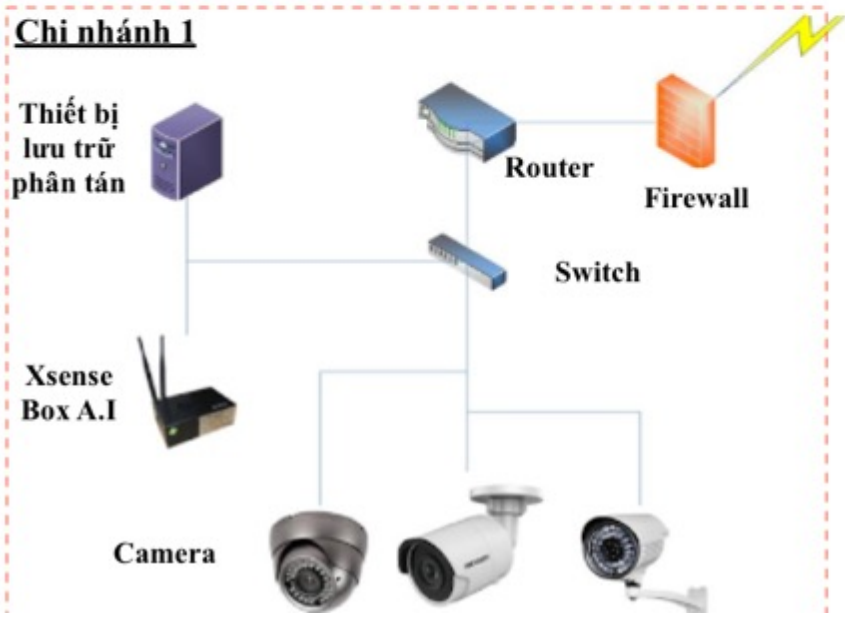 Chi nhánh 1
Thiết bị
lưu trữ
phân tán
Router
Firewall
Switch
Xsense
Box A.I
Camera